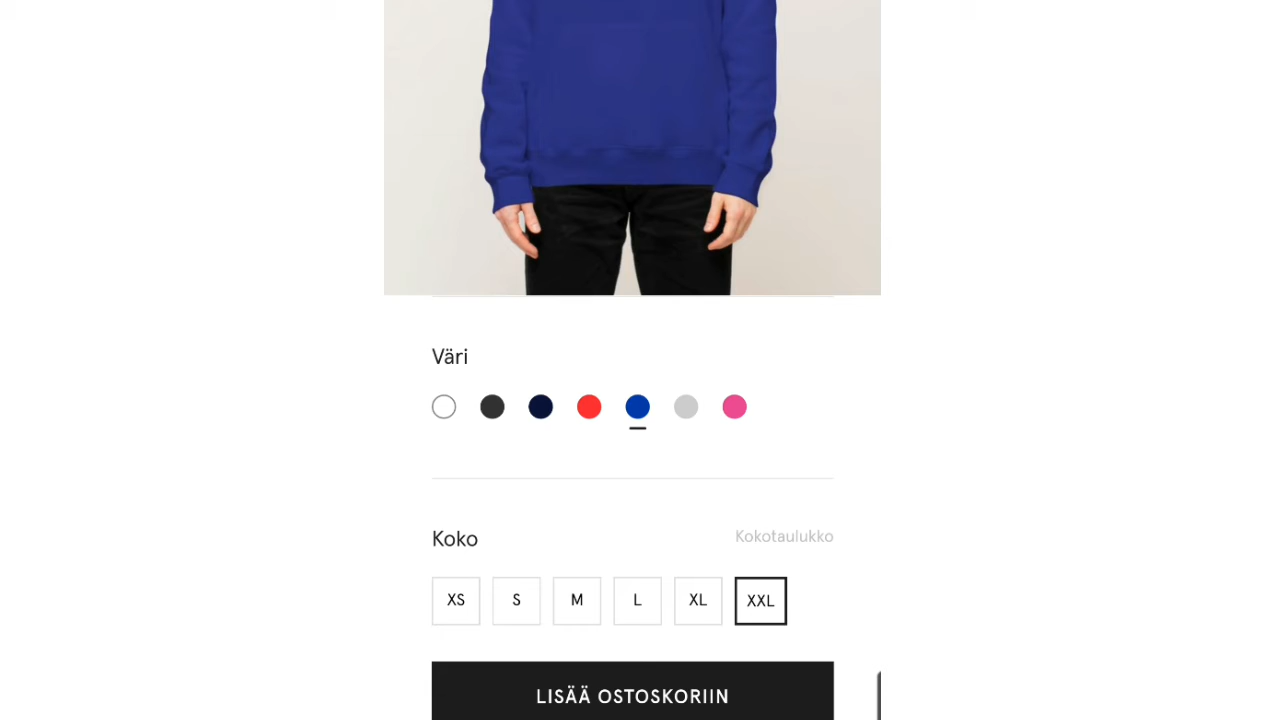 Väri
Koko
Kokotaulukko
XS S M L XL XXL
LISÄÄ OSTOSKORIIN